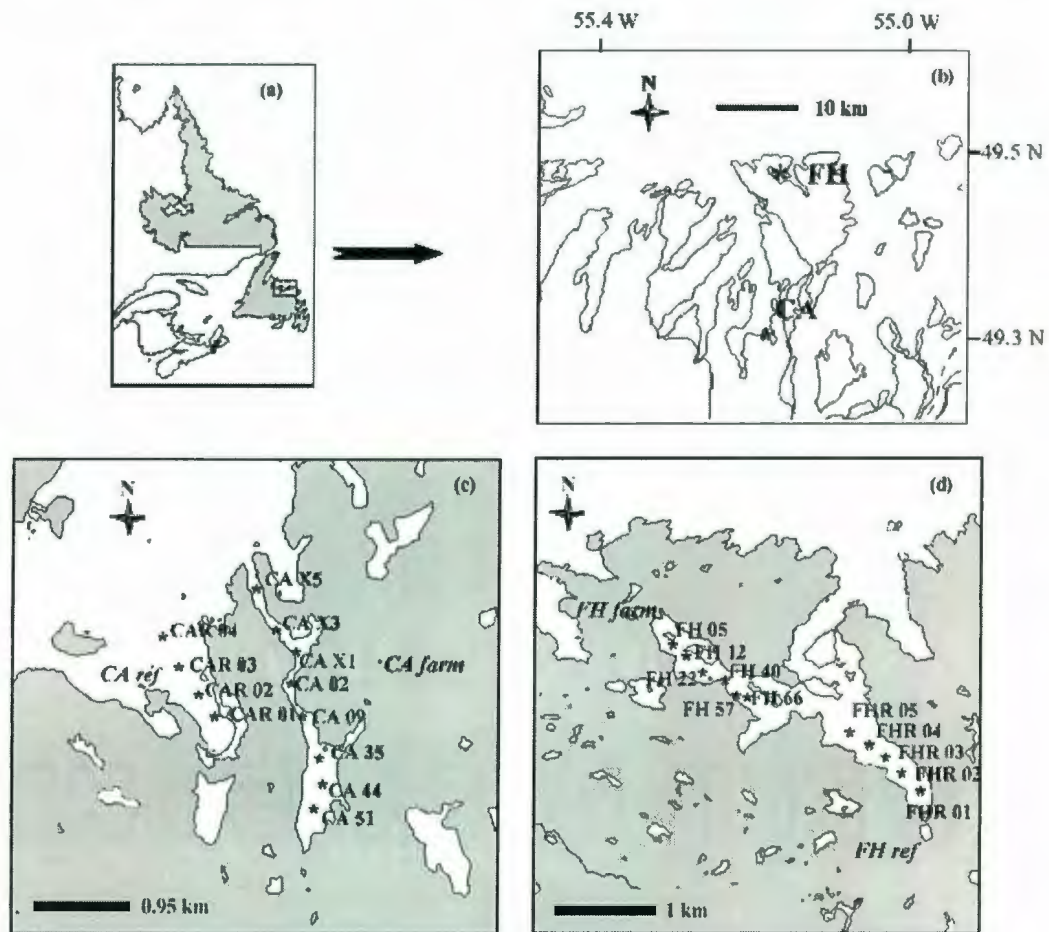 55.4 W 55.0 W
(a)
(b)
N
10 km
49.5 N
FH
CA
49.3 N
(c)
N
CA X5
CAR 04
CA X3
CAR 03
CA X1
CA farm
CA ref
CA 02
CAR 02
CAR 01
CA 09
CA 35
CA 44
CA 51
0.95 km
(d)
N
FH farm
FH 05
FH 12
FH 22
FH 40
FH 57
FH 66
FHR 05
FHR 04
FHR 03
FHR 02
FHR 01
FH ref
1 km